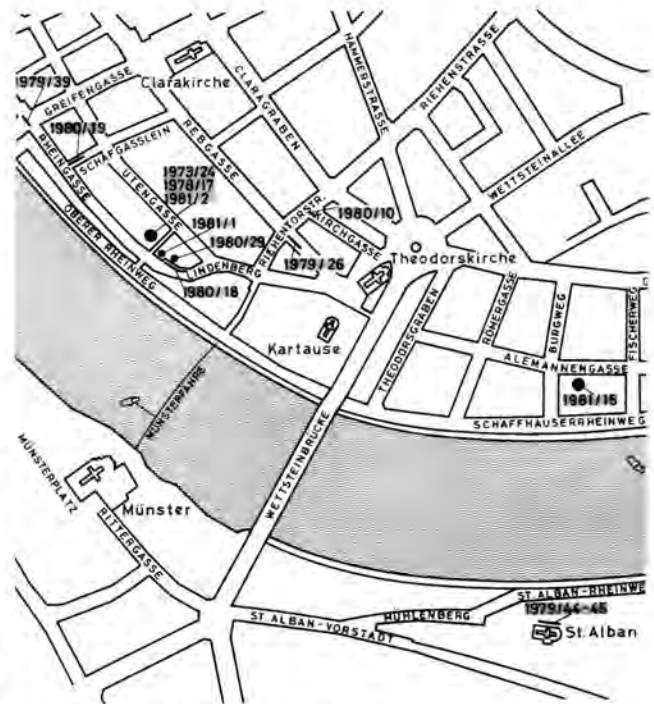 1979/39
GREIFENGASSE
Clarakirche
CLARAGRABEN
HAMMERSTRASSE
RIEHENSTRASSE
1980/19
RHEINGASSE
SCHAFGÄSSLEIN
REBGASSE
WETTSTEINALLEE
UTENGASSE
1973/24
1978/17
1981/2
OBERER RHEINWEG
1981/1
1980/29
RIEHENTORSTR.
KIRCHGASSE
1980/10
LINDENBERG
1979/26
Theodorskirche
1980/18
Kartause
THEODORSGRABEN
RÖMERGASSE
BURGWEG
FISCHERWEG
ALEMANNENGASSE
1981/15
SCHAFFHAUSERRHEINWEG
MÜNSTERFÄHRE
WETTSTEINBRÜCKE
MÜNSTERPLATZ
Münster
RITTERGASSE
ST. ALBAN-RHEINWE
1979/44-45
MÜHLENBERG
ST. ALBAN-VORSTADT
St. Alban